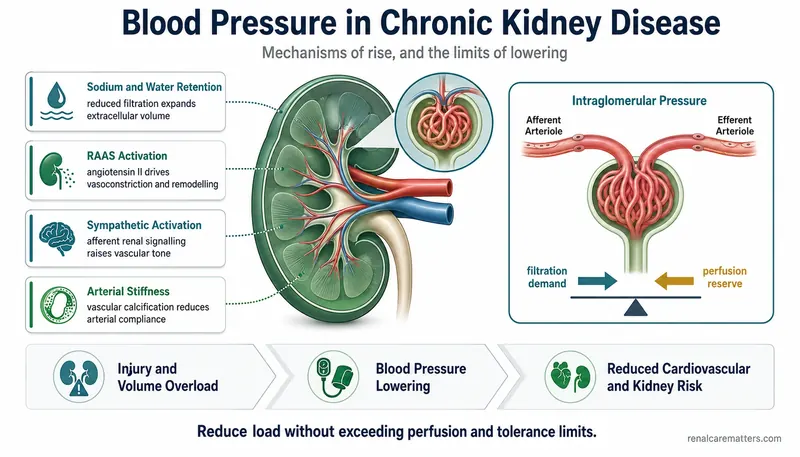 Blood Pressure in Chronic Kidney Disease
Mechanisms of rise, and the limits of lowering
Sodium and Water Retention
reduced filtration expands
extracellular volume
RAAS Activation
angiotensin II drives
vasoconstriction and remodelling
Sympathetic Activation
afferent renal signalling
raises vascular tone
Arterial Stiffness
vascular calcification reduces
arterial compliance
Intraglomerular Pressure
Afferent
Arteriole
Efferent
Arteriole
filtration
demand
perfusion
reserve
Injury and
Volume Overload
Blood Pressure
Lowering
Reduced Cardiovascular
and Kidney Risk
Reduce load without exceeding perfusion and tolerance limits.
renalcarematters.com